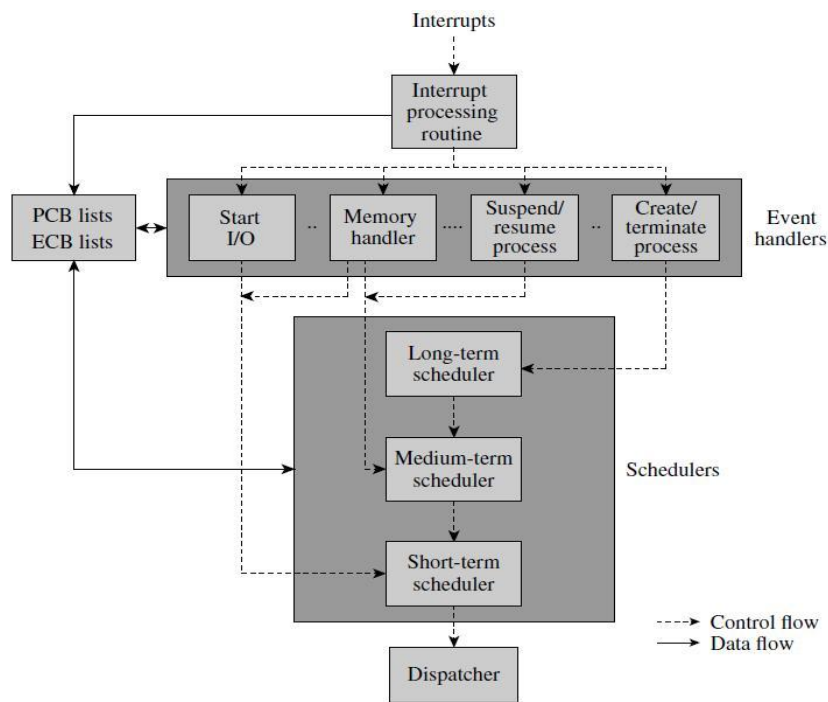 Interrupts
Interrupt
processing
routine
PCB lists
ECB lists
Start
I/O
..
Memory
handler
....
Suspend/
resume
process
..
Create/
terminate
process
Event
handlers
Long-term
scheduler
Medium-term
scheduler
Schedulers
Short-term
scheduler
Control flow
Data flow
Dispatcher